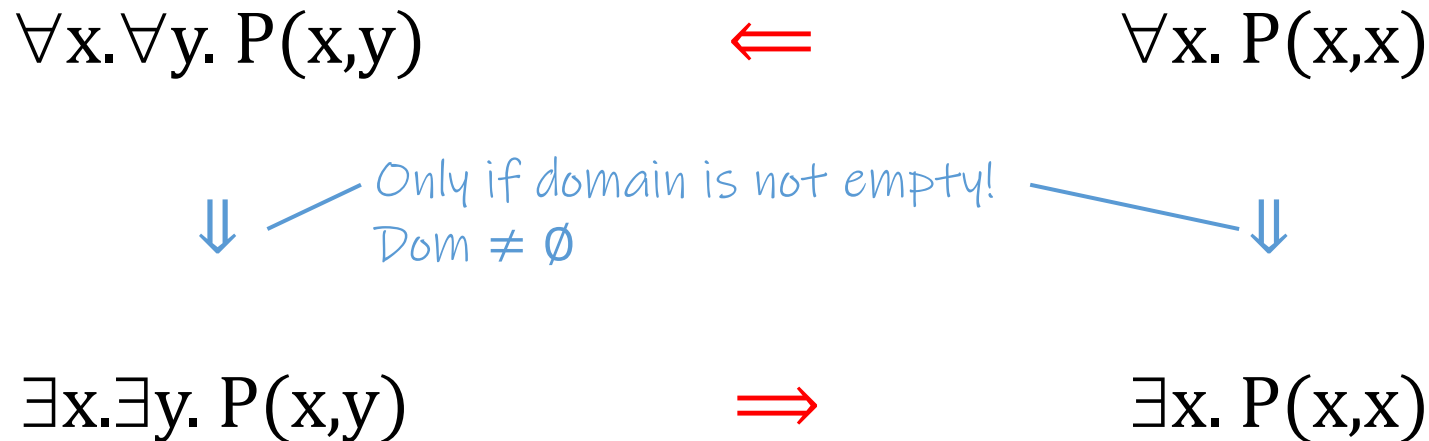 ∀x.∀y. P(x,y) ⟸ ∀x. P(x,x)
Only if domain is not empty!
⇓ Dom ≠ ∅ ⇓
∃x.∃y. P(x,y) ⟹ ∃x. P(x,x)